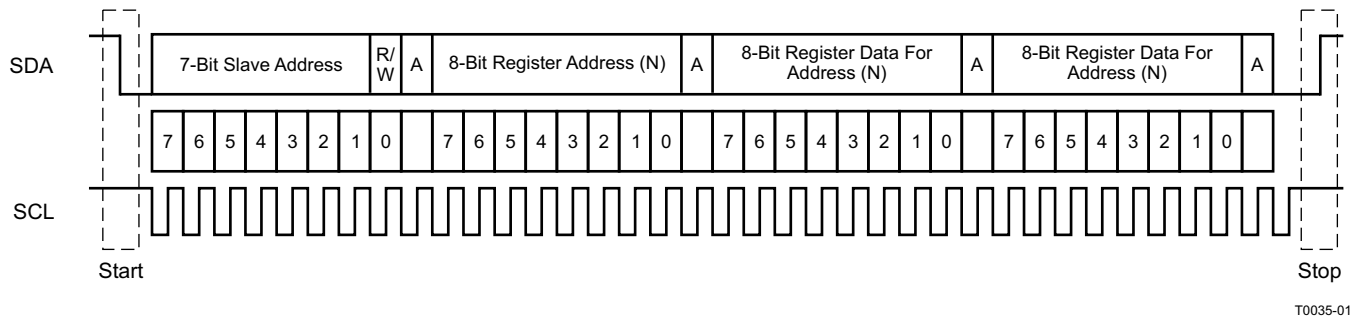 SDA
7-Bit Slave Address
R/
W
A
8-Bit Register Address (N)
A
8-Bit Register Data For
Address (N)
A
8-Bit Register Data For
Address (N)
A
7 6 5 4 3 2 1 0 7 6 5 4 3 2 1 0 7 6 5 4 3 2 1 0 7 6 5 4 3 2 1 0
SCL
Start
Stop
T0035-01